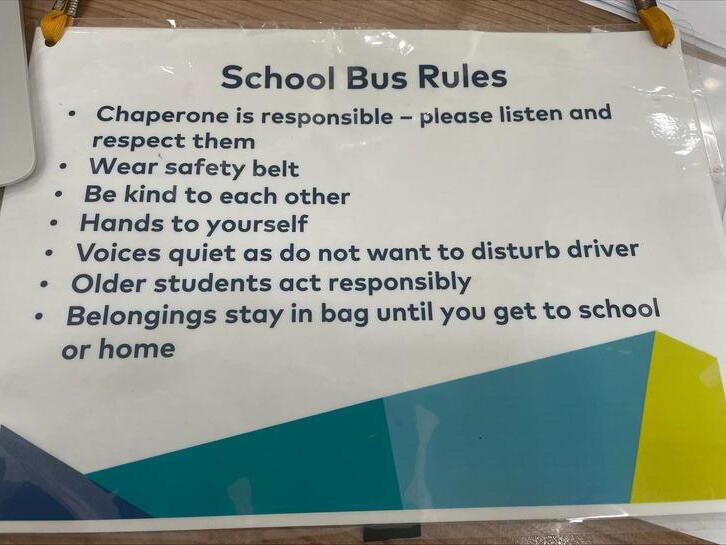 School Bus Rules
• Chaperone is responsible – please listen and
respect them
• Wear safety belt
• Be kind to each other
• Hands to yourself
• Voices quiet as do not want to disturb driver
• Older students act responsibly
• Belongings stay in bag until you get to school
or home